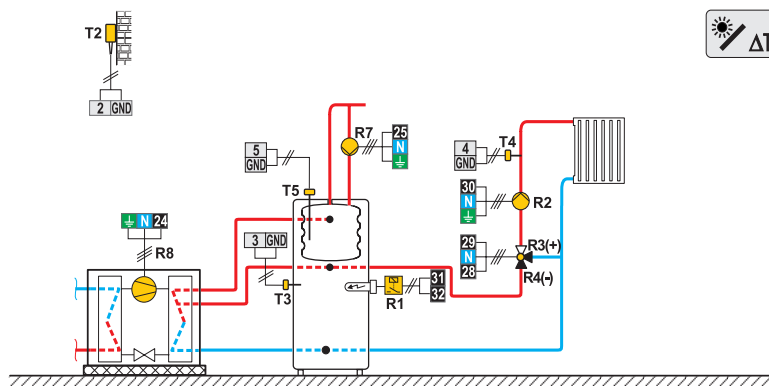 T2
2 GND
ΔT
5
GND
T5
R7
25
N
4
GND
T4
30
N
R2
N 24
R8
3 GND
T3
R1
31
32
29
N
28
R3(+)
R4(-)